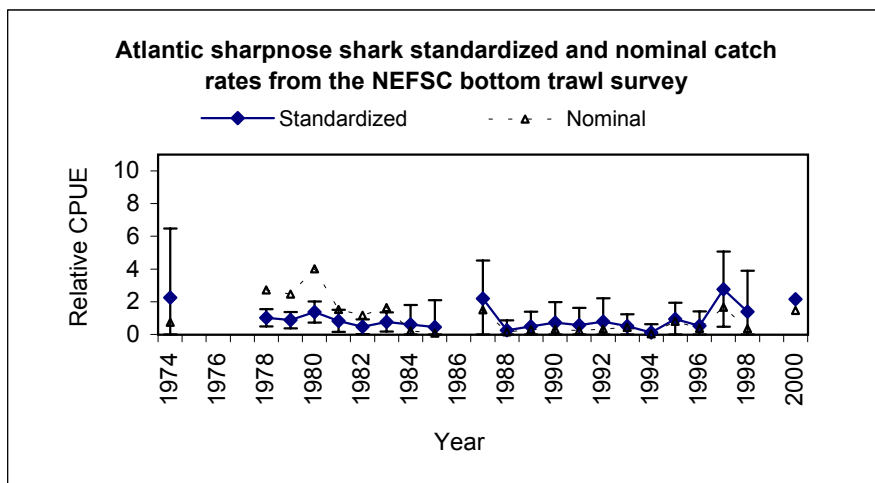 Atlantic sharpnose shark standardized and nominal catch
rates from the NEFSC bottom trawl survey
Standardized Nominal
Relative CPUE
10
8
6
4
2
0
1974 1976 1978 1980 1982 1984 1986 1988 1990 1992 1994 1996 1998 2000
Year